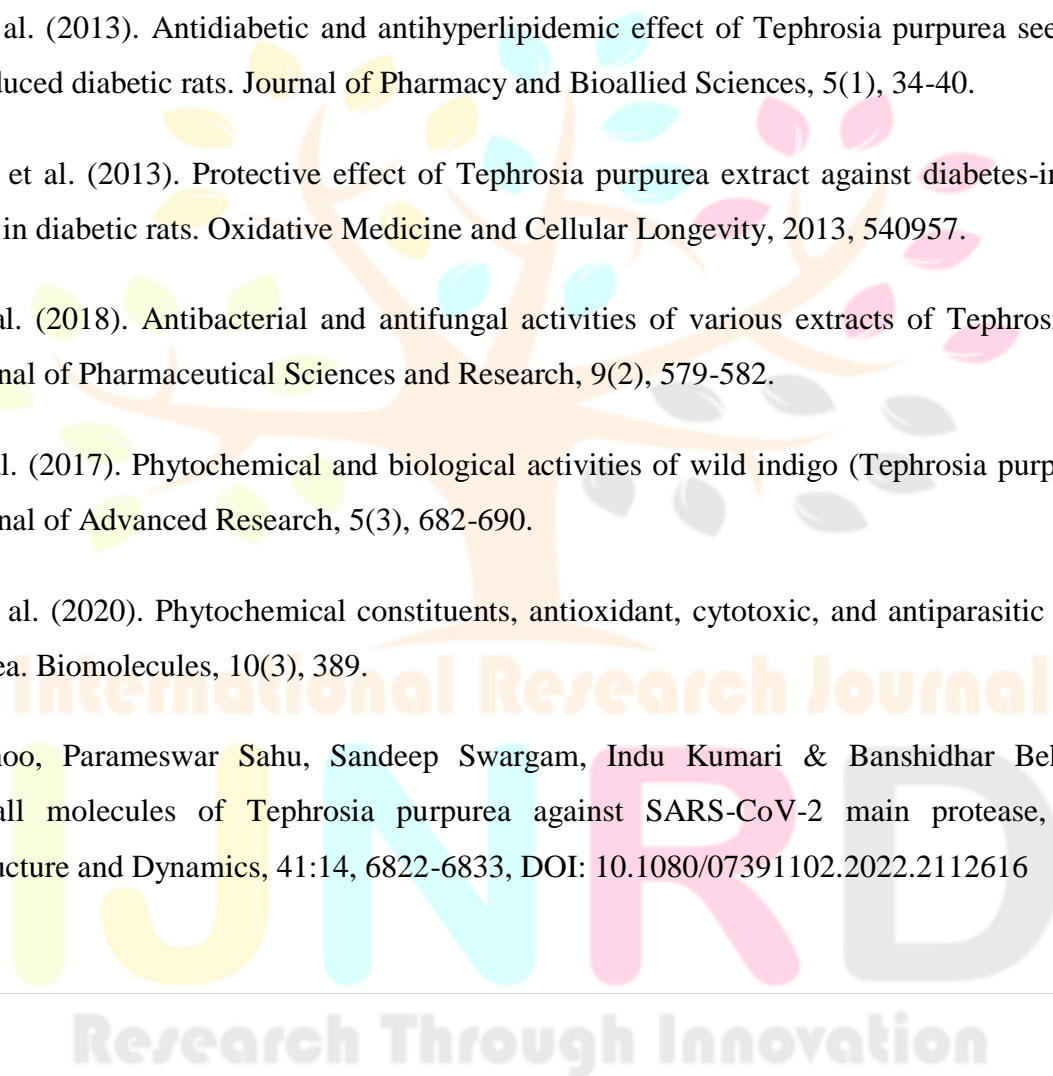 al. (2013). Antidiabetic and antihyperlipidemic effect of Tephrosia purpurea see
duced diabetic rats. Journal of Pharmacy and Bioallied Sciences, 5(1), 34-40.
et al. (2013). Protective effect of Tephrosia purpurea extract against diabetes-in
in diabetic rats. Oxidative Medicine and Cellular Longevity, 2013, 540957.
al. (2018). Antibacterial and antifungal activities of various extracts of Tephrosi
nal of Pharmaceutical Sciences and Research, 9(2), 579-582.
l. (2017). Phytochemical and biological activities of wild indigo (Tephrosia purp
nal of Advanced Research, 5(3), 682-690.
al. (2020). Phytochemical constituents, antioxidant, cytotoxic, and antiparasitic
ea. Biomolecules, 10(3), 389.
International Research Journal
hoo, Parameswar Sahu, Sandeep Swargam, Indu Kumari & Banshidhar Beh
all molecules of Tephrosia purpurea against SARS-CoV-2 main protease,
ucture and Dynamics, 41:14, 6822-6833, DOI: 10.1080/07391102.2022.2112616
IJNRD
Research Through Innovation